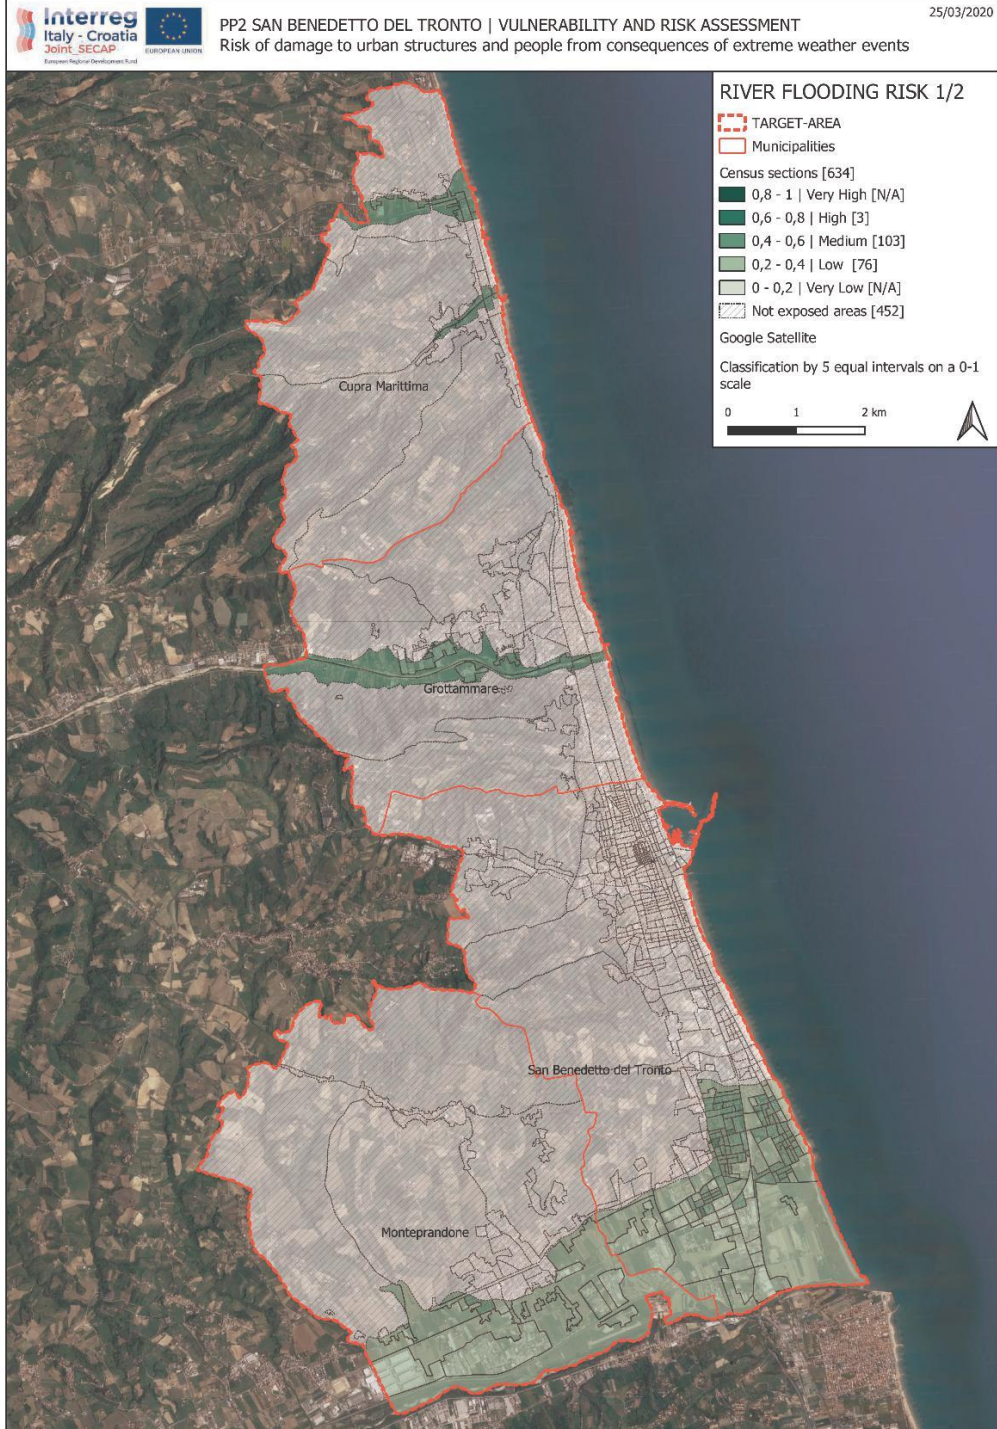 Interreg
Italy - Croatia
Joint_SECAP
European Regional Development Fund
EUROPEAN UNION
PP2 SAN BENEDETTO DEL TRONTO | VULNERABILITY AND RISK ASSESSMENT
Risk of damage to urban structures and people from consequences of extreme weather events
25/03/2020
RIVER FLOODING RISK 1/2
TARGET-AREA
Municipalities
Census sections [634]
0,8 - 1 | Very High [N/A]
0,6 - 0,8 | High [3]
0,4 - 0,6 | Medium [103]
0,2 - 0,4 | Low [76]
0 - 0,2 | Very Low [N/A]
Not exposed areas [452]
Google Satellite
Classification by 5 equal intervals on a 0-1
scale
0 1 2 km
Cupra Marittima
Grottammare
San Benedetto del Tronto
Monteprandone